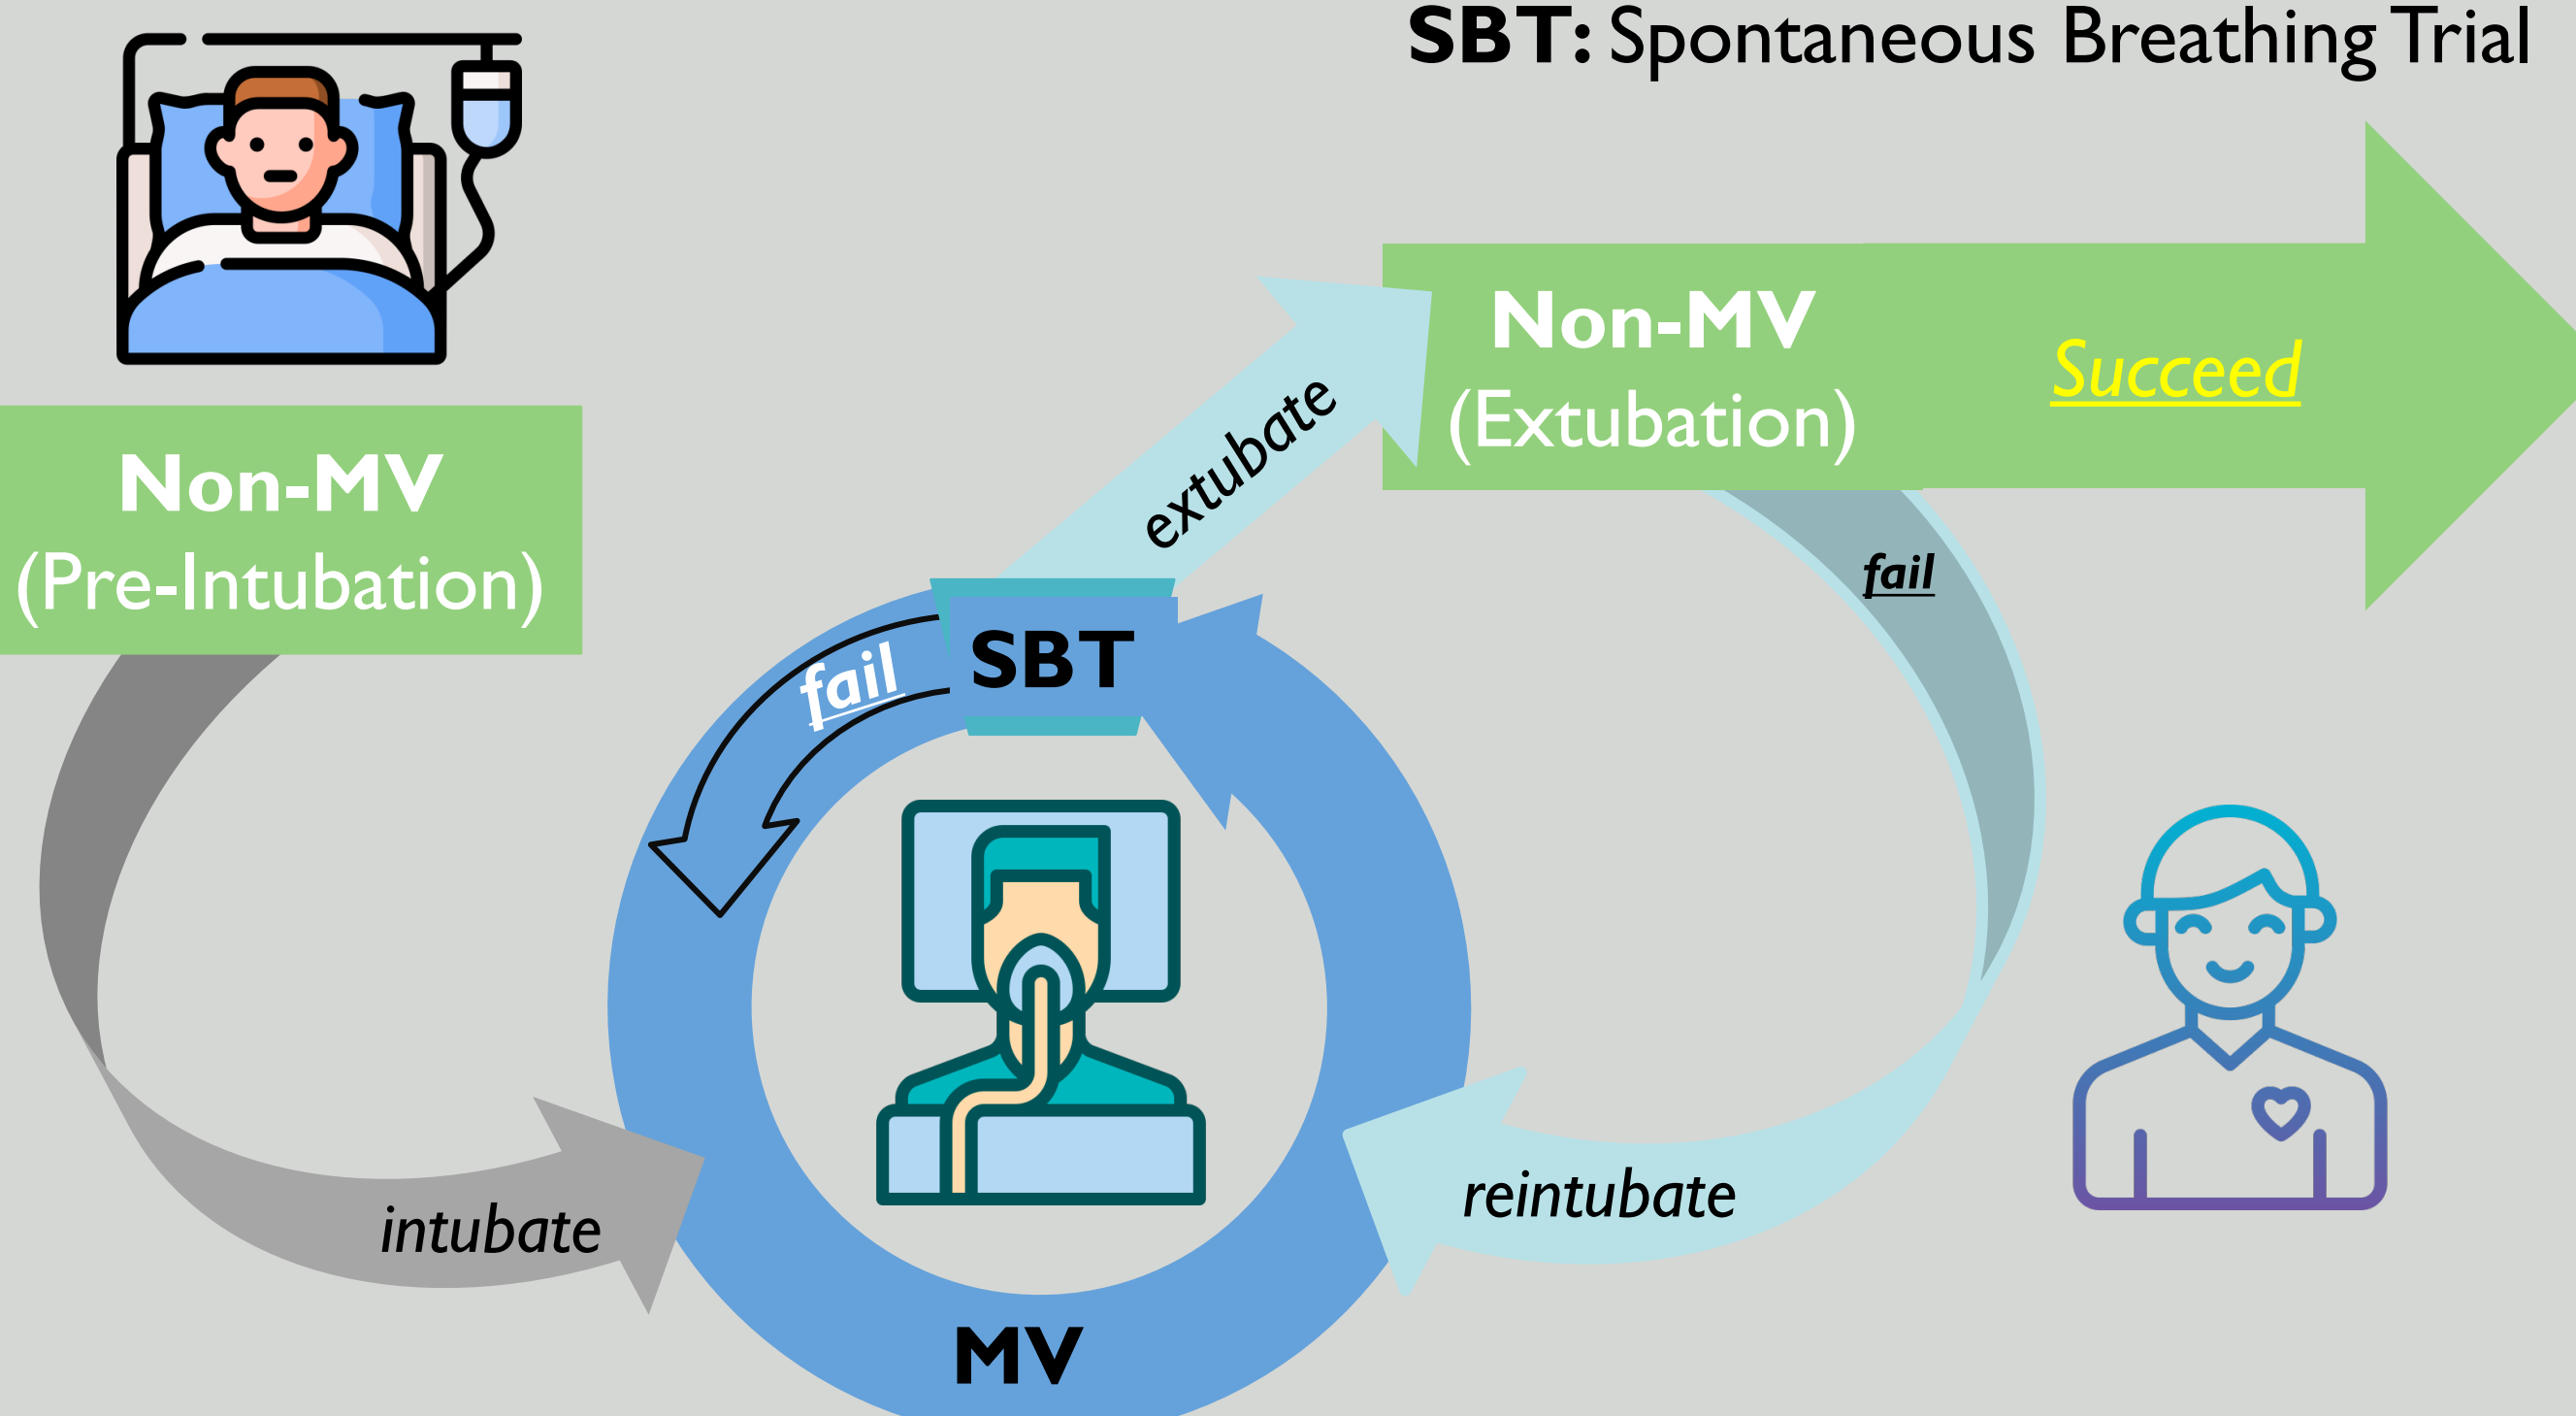 SBT: Spontaneous Breathing Trial
Non-MV
(Extubation)
Succeed
extubate
Non-MV
(Pre-Intubation)
fail
fail
SBT
intubate
reintubate
MV